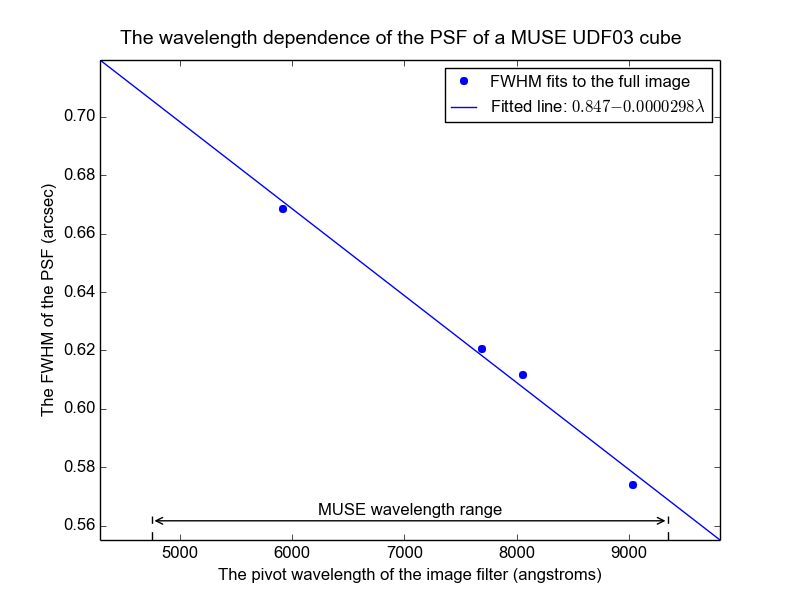 The wavelength dependence of the PSF of a MUSE UDF03 cube
FWHM fits to the full image
Fitted line: 0.847−0.0000298λ
0.70
0.68
0.66
0.64
0.62
0.60
0.58
0.56
The FWHM of the PSF (arcsec)
MUSE wavelength range
5000 6000 7000 8000 9000
The pivot wavelength of the image filter (angstroms)